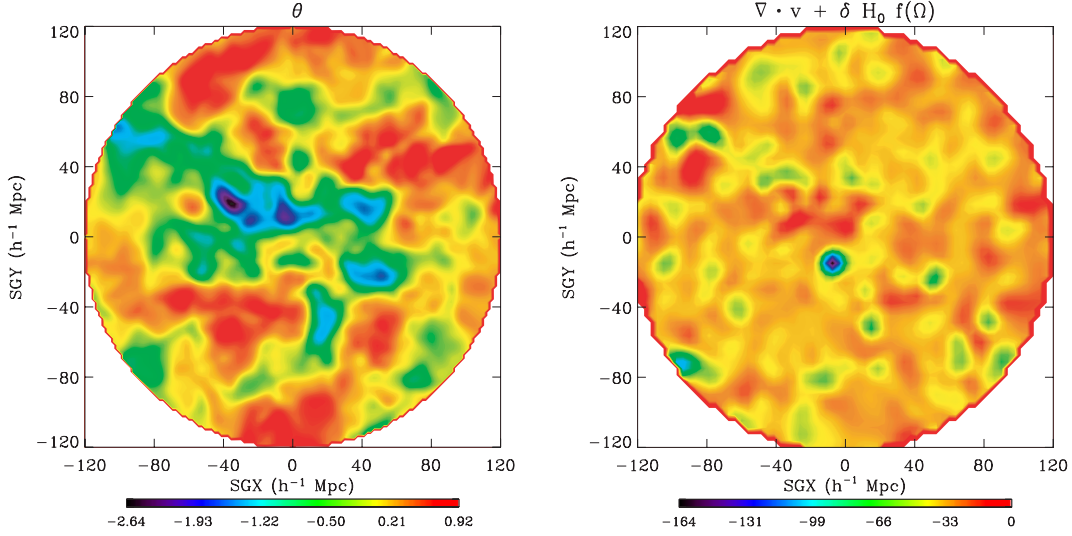 θ
120
80
40
0
−40
−80
−120
SGY (h⁻¹ Mpc)
−120 −80 −40 0 40 80 120
SGX (h⁻¹ Mpc)
−2.64 −1.93 −1.22 −0.50 0.21 0.92
∇ · v + δ H₀ f(Ω)
120
80
40
0
−40
−80
−120
SGY (h⁻¹ Mpc)
−120 −80 −40 0 40 80 120
SGX (h⁻¹ Mpc)
−164 −131 −99 −66 −33 0